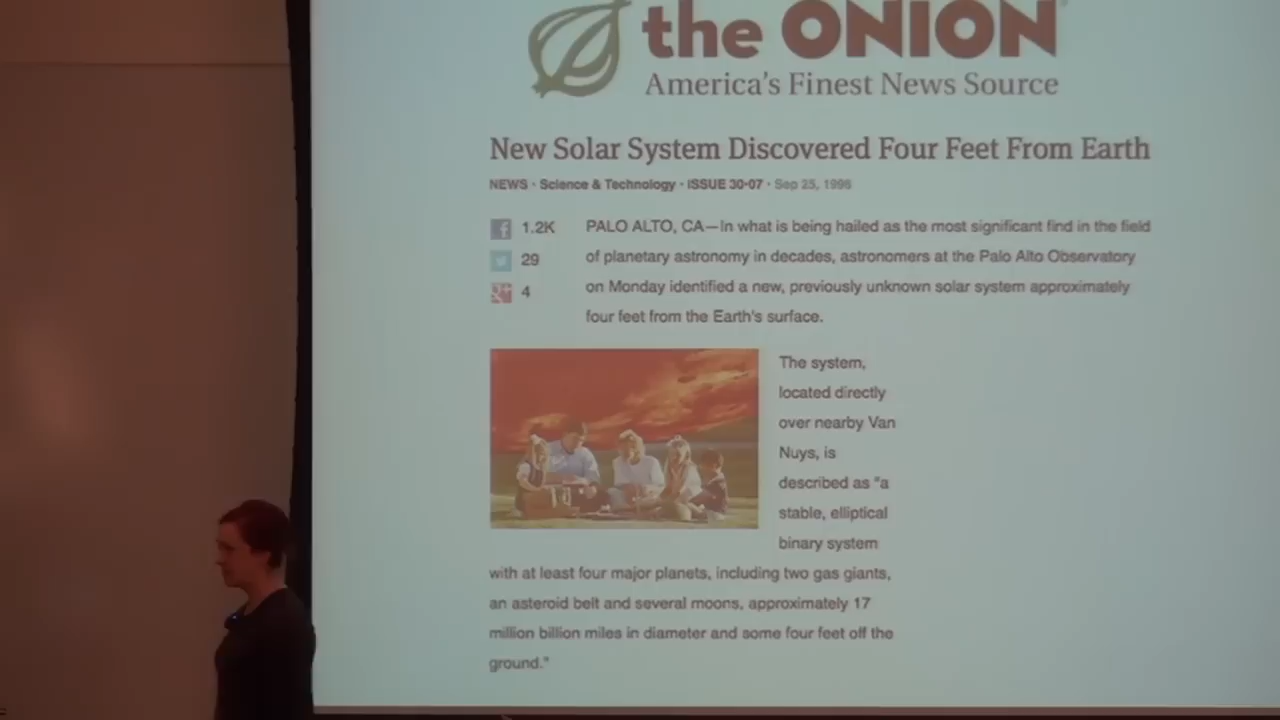 the ONION
America's Finest News Source
New Solar System Discovered Four Feet From Earth
NEWS · Science & Technology · ISSUE 30•07 · Sep 25, 1996
1.2K
29
4
PALO ALTO, CA—In what is being hailed as the most significant find in the field
of planetary astronomy in decades, astronomers at the Palo Alto Observatory
on Monday identified a new, previously unknown solar system approximately
four feet from the Earth's surface.
The system,
located directly
over nearby Van
Nuys, is
described as "a
stable, elliptical
binary system
with at least four major planets, including two gas giants,
an asteroid belt and several moons, approximately 17
million billion miles in diameter and some four feet off the
ground."